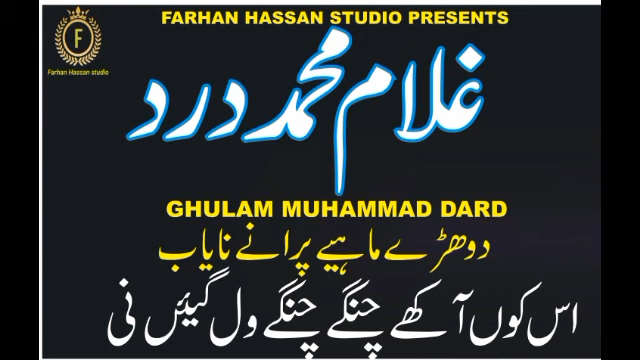 FARHAN HASSAN STUDIO PRESENTS
F
Farhan Hassan studio
غلام محمد درد
GHULAM MUHAMMAD DARD
دوھڑے ماہیے پرانے نایاب
اس کوں آکھے چنگے چنگے ول گیئں نی